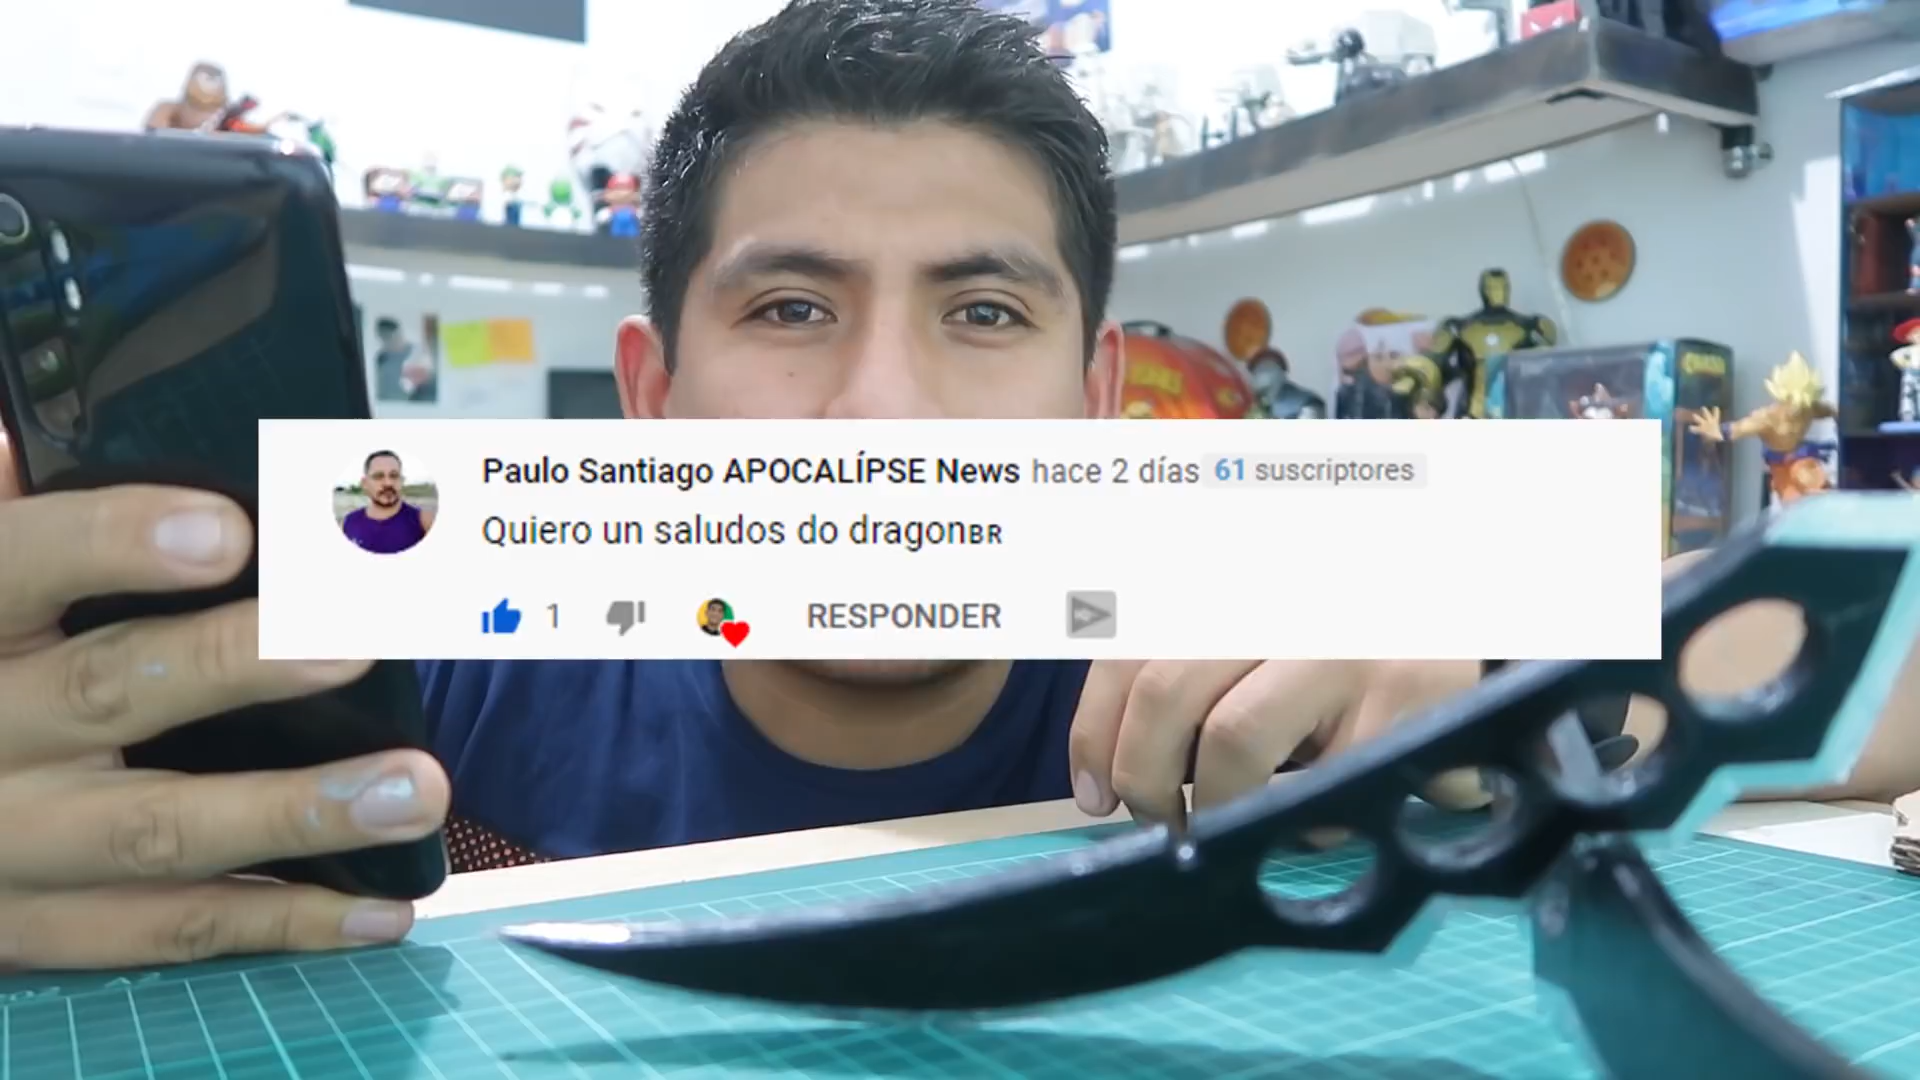 Paulo Santiago APOCALÍPSE News hace 2 días 61 suscriptores
Quiero un saludos do dragonBR
1 RESPONDER